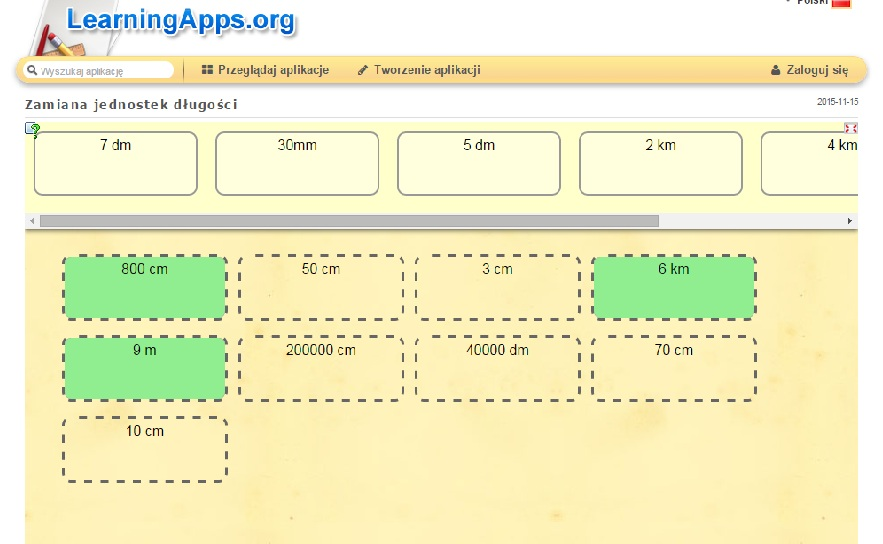 Polski
LearningApps.org
Wyszukaj aplikację
Przeglądaj aplikacje
Tworzenie aplikacji
Zaloguj się
Zamiana jednostek długości
2015-11-15
7 dm
30mm
5 dm
2 km
4 km
800 cm
50 cm
3 cm
6 km
9 m
200000 cm
40000 dm
70 cm
10 cm